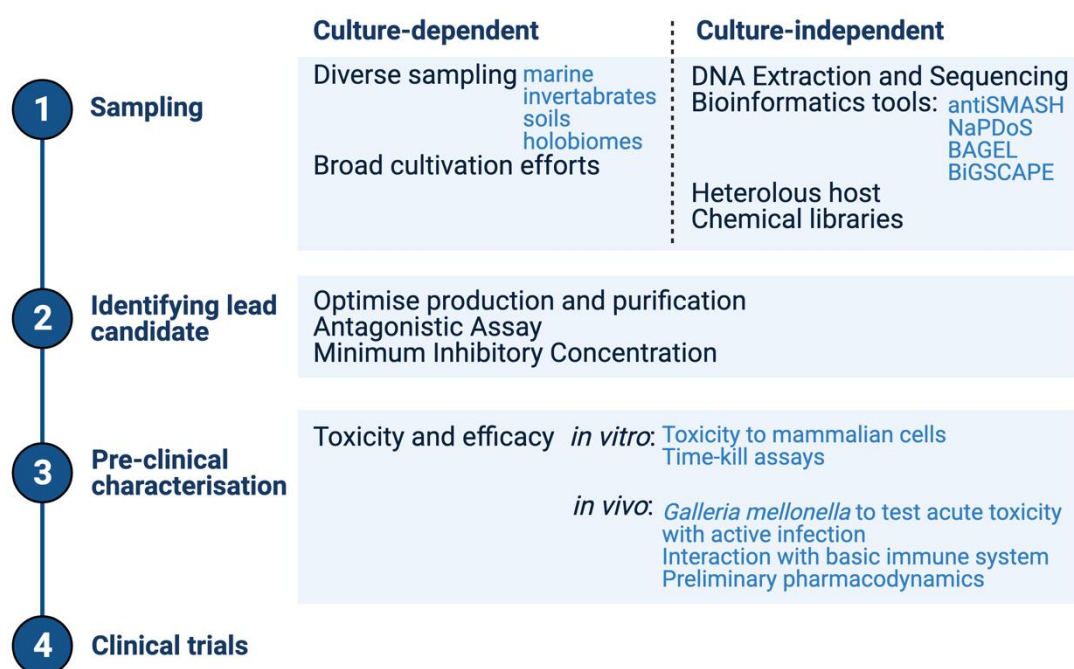 Culture-dependent
Culture-independent
1
Sampling
Diverse sampling marine
invertabrates
soils
holobiomes
Broad cultivation efforts
DNA Extraction and Sequencing
Bioinformatics tools: antiSMASH
NaPDoS
BAGEL
BiGSCAPE
Heterolous host
Chemical libraries
2
Identifying lead
candidate
Optimise production and purification
Antagonistic Assay
Minimum Inhibitory Concentration
3
Pre-clinical
characterisation
Toxicity and efficacy in vitro: Toxicity to mammalian cells
Time-kill assays
in vivo: Galleria mellonella to test acute toxicity
with active infection
Interaction with basic immune system
Preliminary pharmacodynamics
4
Clinical trials